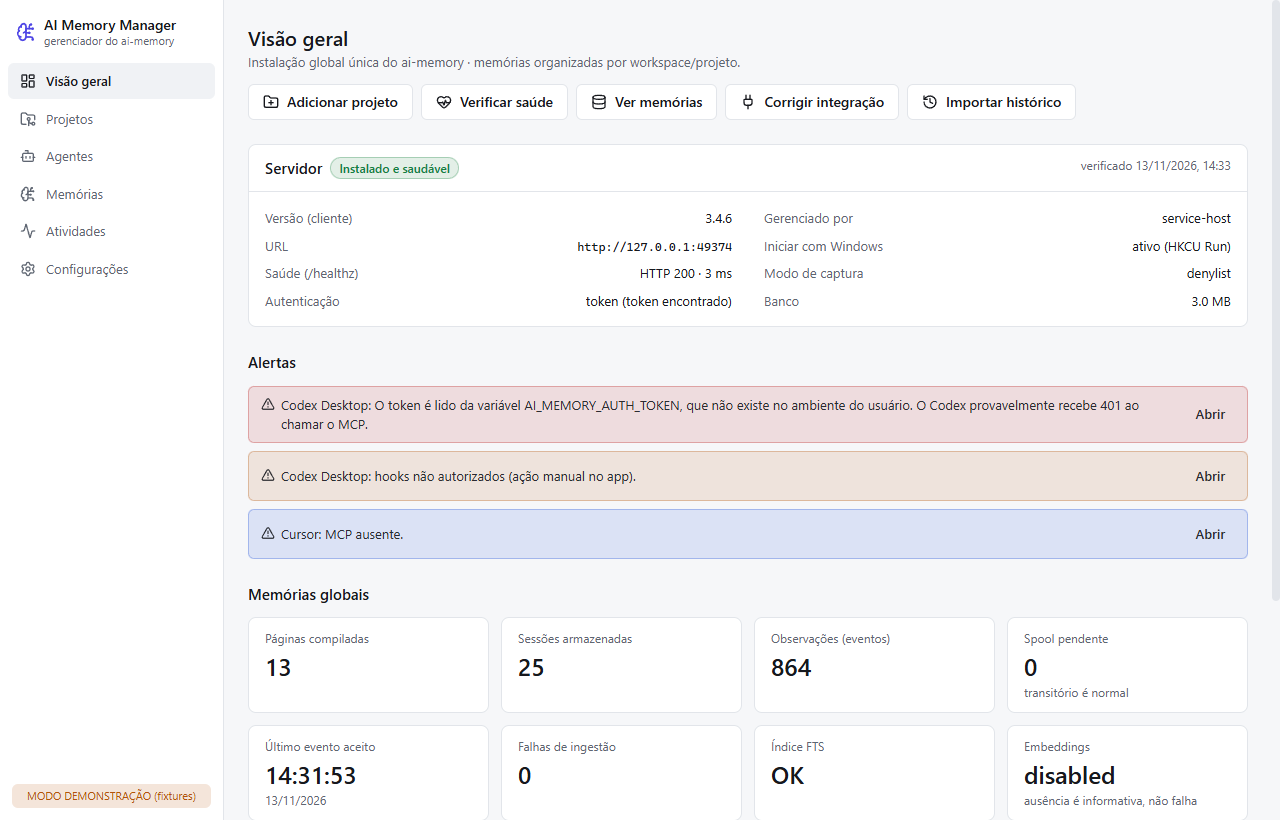 AI Memory Manager
gerenciador do ai-memory
Visão geral
Projetos
Agentes
Memórias
Atividades
Configurações
MODO DEMONSTRAÇÃO (fixtures)
Visão geral
Instalação global única do ai-memory · memórias organizadas por workspace/projeto.
Adicionar projeto
Verificar saúde
Ver memórias
Corrigir integração
Importar histórico
Servidor
Instalado e saudável
verificado 13/11/2026, 14:33
Versão (cliente) 3.4.6
URL http://127.0.0.1:49374
Saúde (/healthz) HTTP 200 · 3 ms
Autenticação token (token encontrado)
Gerenciado por service-host
Iniciar com Windows ativo (HKCU Run)
Modo de captura denylist
Banco 3.0 MB
Alertas
Codex Desktop: O token é lido da variável AI_MEMORY_AUTH_TOKEN, que não existe no ambiente do usuário. O Codex provavelmente recebe 401 ao
chamar o MCP.
Abrir
Codex Desktop: hooks não autorizados (ação manual no app).
Abrir
Cursor: MCP ausente.
Abrir
Memórias globais
Páginas compiladas
13
Sessões armazenadas
25
Observações (eventos)
864
Spool pendente
0
transitório é normal
Último evento aceito
14:31:53
13/11/2026
Falhas de ingestão
0
Índice FTS
OK
Embeddings
disabled
ausência é informativa, não falha